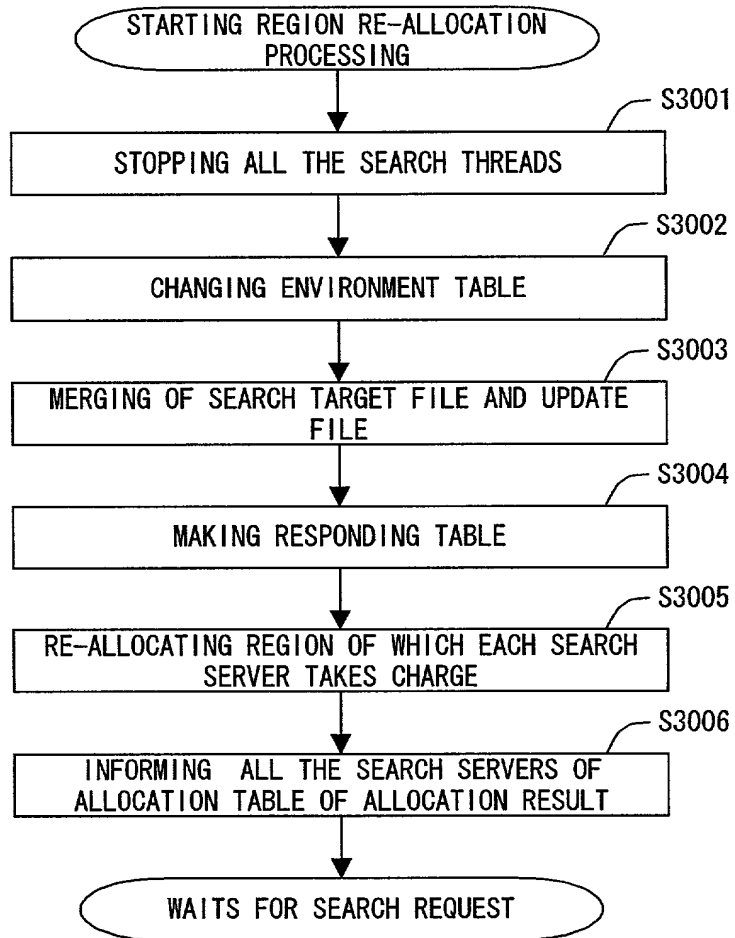 STARTING REGION RE-ALLOCATION
PROCESSING
S3001
STOPPING ALL THE SEARCH THREADS
S3002
CHANGING ENVIRONMENT TABLE
S3003
MERGING OF SEARCH TARGET FILE AND UPDATE
FILE
S3004
MAKING RESPONDING TABLE
S3005
RE-ALLOCATING REGION OF WHICH EACH SEARCH
SERVER TAKES CHARGE
S3006
INFORMING ALL THE SEARCH SERVERS OF
ALLOCATION TABLE OF ALLOCATION RESULT
WAITS FOR SEARCH REQUEST